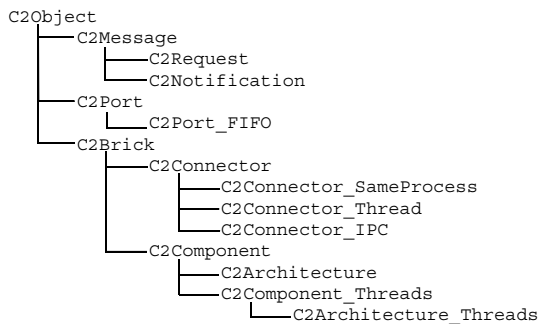 C2Object
C2Message
C2Request
C2Notification
C2Port
C2Port_FIFO
C2Brick
C2Connector
C2Connector_SameProcess
C2Connector_Thread
C2Connector_IPC
C2Component
C2Architecture
C2Component_Threads
C2Architecture_Threads